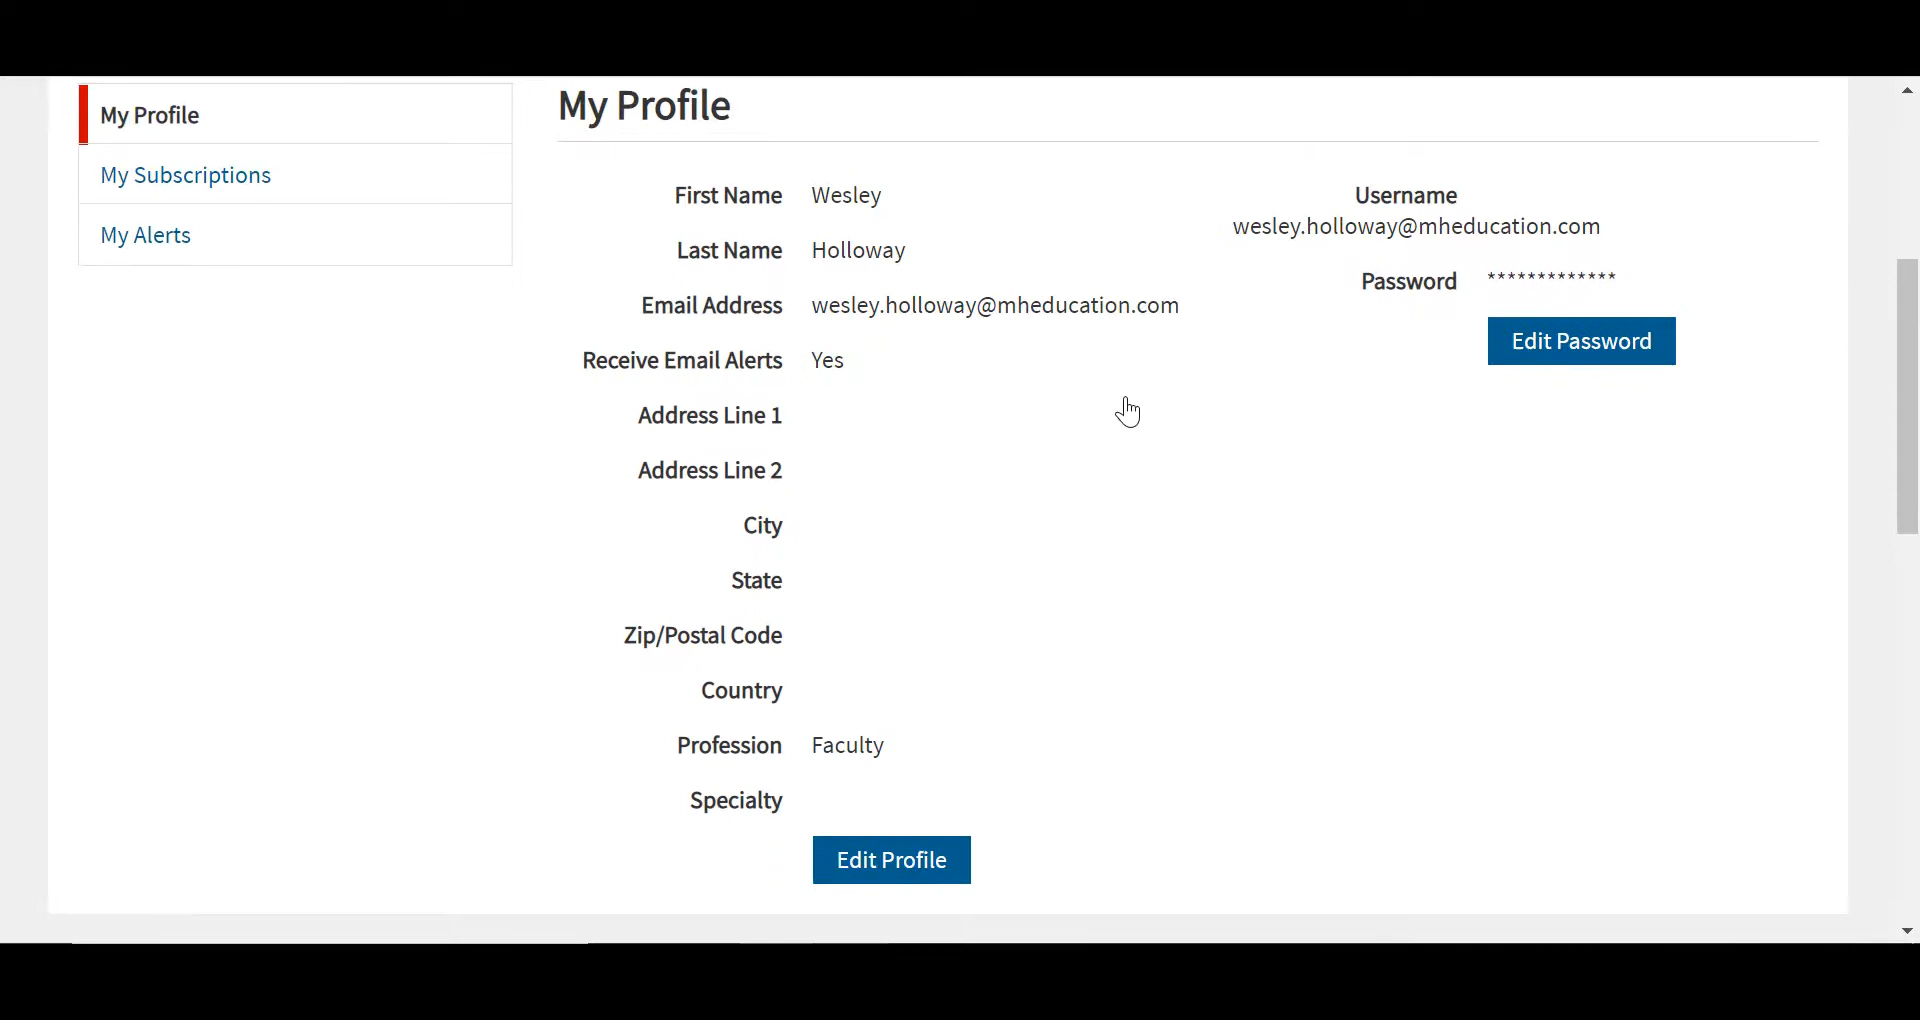 My Profile
My Subscriptions
My Alerts
My Profile
First Name Wesley
Last Name Holloway
Email Address wesley.holloway@mheducation.com
Receive Email Alerts Yes
Address Line 1
Address Line 2
City
State
Zip/Postal Code
Country
Profession Faculty
Specialty
Edit Profile
Username
wesley.holloway@mheducation.com
Password *************
Edit Password